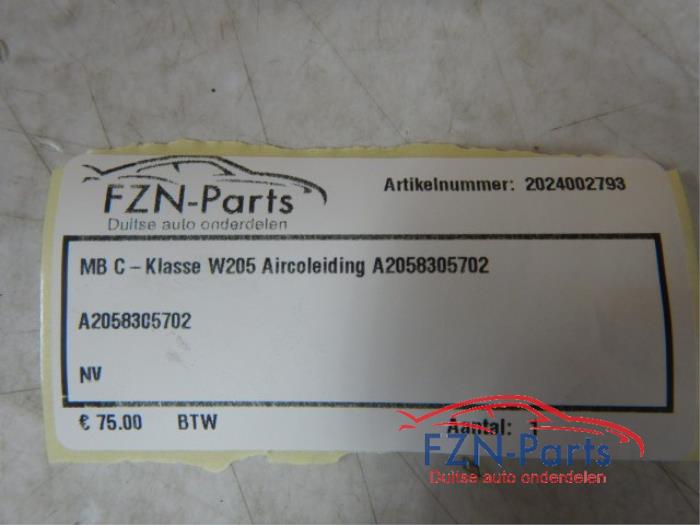 FZN-Parts
Duitse auto onderdelen
Artikelnummer: 2024002793
MB C – Klasse W205 Aircoleiding A2058305702
A2058305702
NV
€ 75.00 BTW
Aantal: 1
FZN-Parts
Duitse auto onderdelen